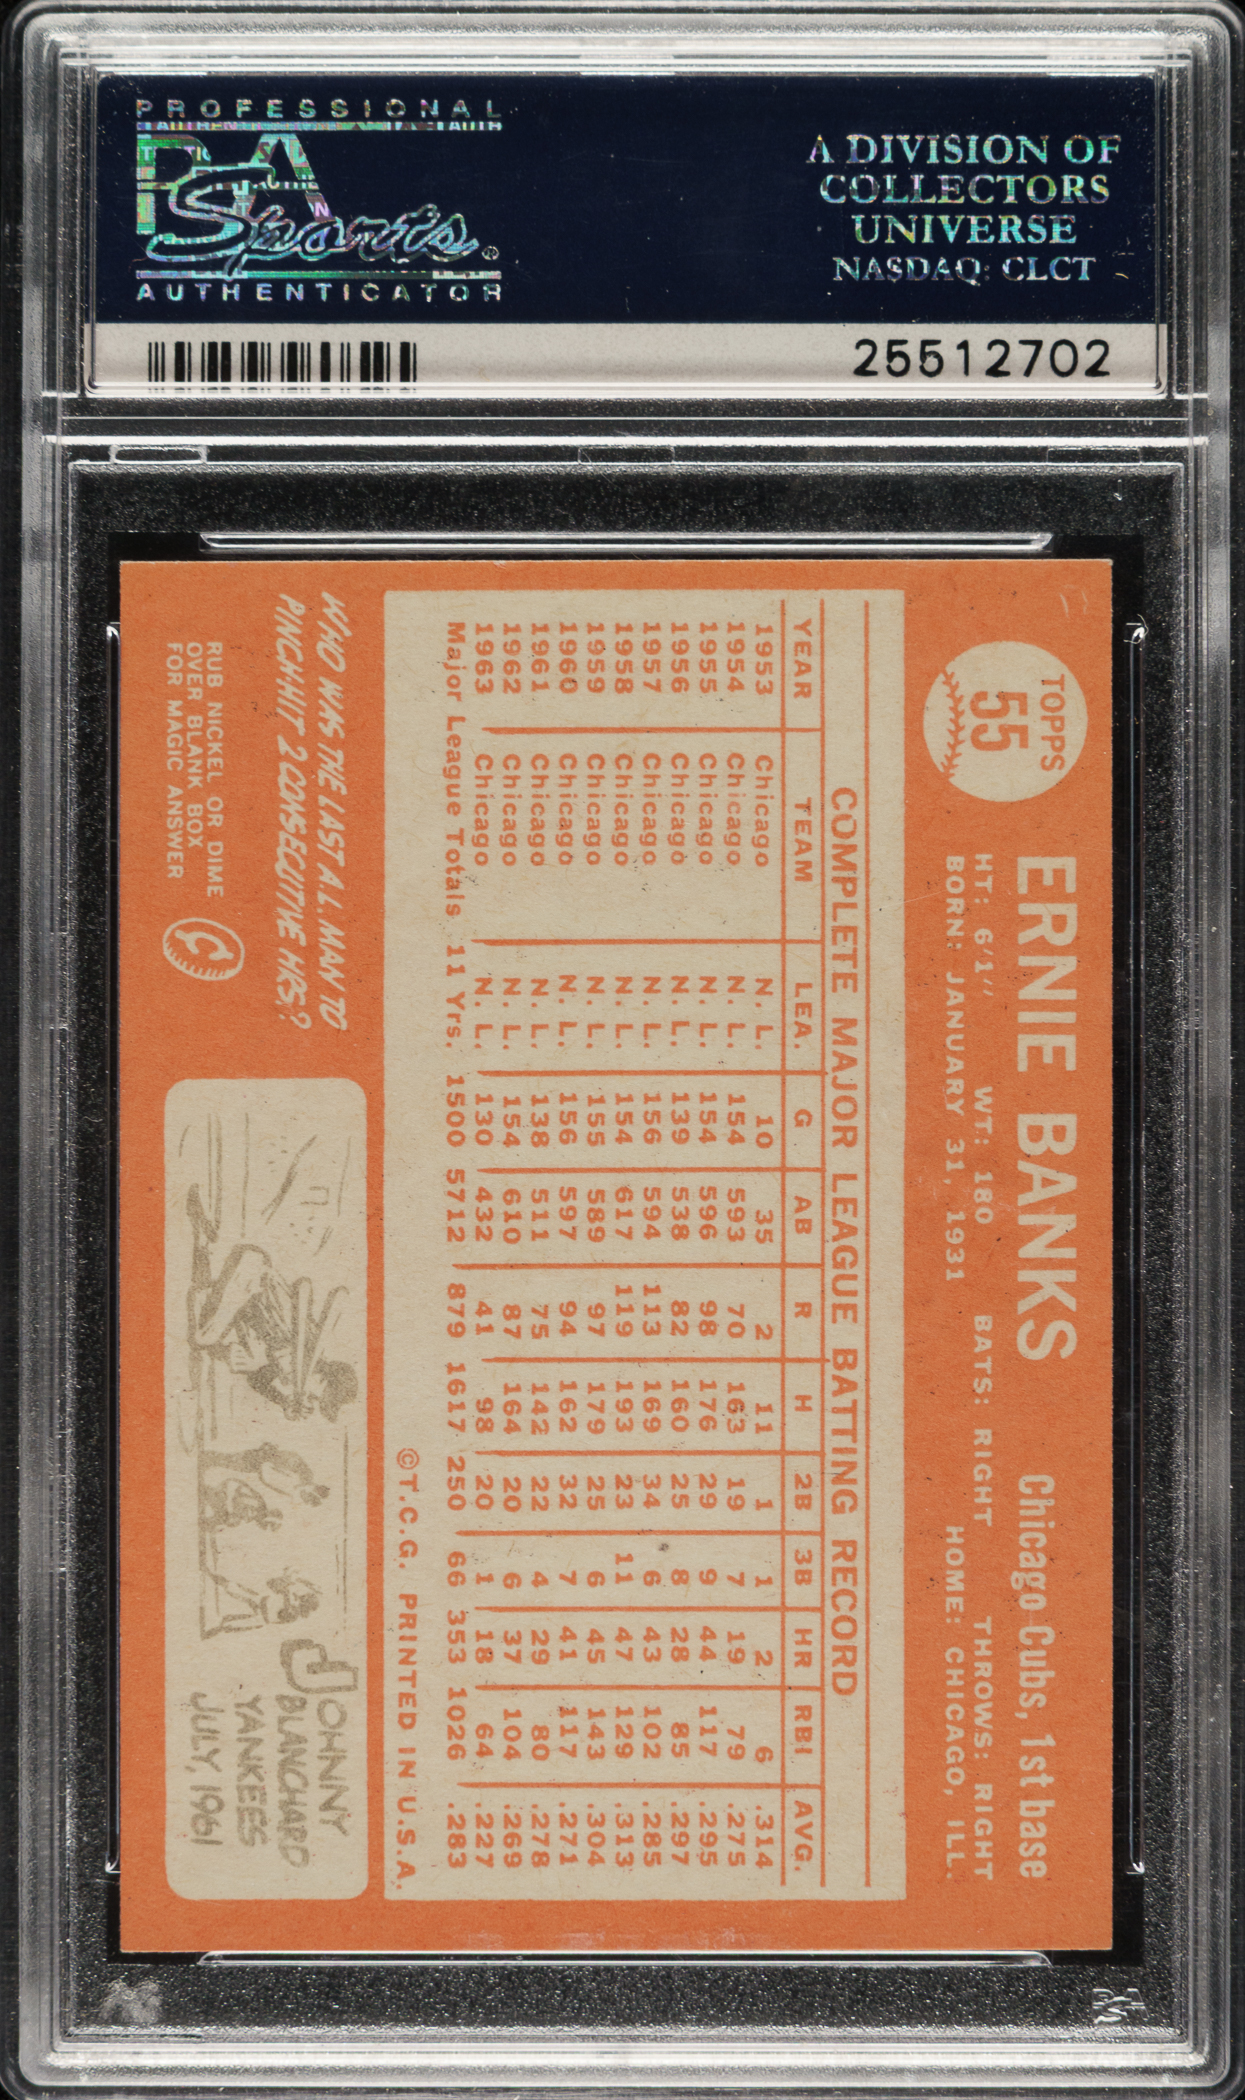 PROFESSIONAL
PSA
Sports®
AUTHENTICATOR
A DIVISION OF
COLLECTORS
UNIVERSE
NASDAQ: CLCT
25512702
TOPPS
55
ERNIE BANKS Chicago Cubs, 1st base
HT: 6'1" WT: 180 BATS: RIGHT THROWS: RIGHT
BORN: JANUARY 31, 1931 HOME: CHICAGO, ILL.
COMPLETE MAJOR LEAGUE BATTING RECORD
YEAR TEAM LEA. G AB R H 2B 3B HR RBI AVG.
1953 Chicago N. L. 10 35 2 11 1 1 2 6 .314
1954 Chicago N. L. 154 593 70 163 19 7 19 79 .275
1955 Chicago N. L. 154 596 98 176 29 9 44 117 .295
1956 Chicago N. L. 139 538 82 160 25 8 28 85 .297
1957 Chicago N. L. 156 594 113 169 34 6 43 102 .285
1958 Chicago N. L. 154 617 119 193 23 11 47 129 .313
1959 Chicago N. L. 155 589 97 179 25 6 45 143 .304
1960 Chicago N. L. 156 597 94 162 32 7 41 117 .271
1961 Chicago N. L. 138 511 75 142 22 4 29 80 .278
1962 Chicago N. L. 154 610 87 164 20 6 37 104 .269
1963 Chicago N. L. 130 432 41 98 20 1 18 64 .227
Major League Totals 11 Yrs. 1500 5712 879 1617 250 66 353 1026 .283
©T.C.G. PRINTED IN U.S.A.
WHO WAS THE LAST A.L. MAN TO
PINCH-HIT 2 CONSECUTIVE HRS?
RUB NICKEL OR DIME
OVER BLANK BOX
FOR MAGIC ANSWER
C
JOHNNY
BLANCHARD
YANKEES
JULY, 1961